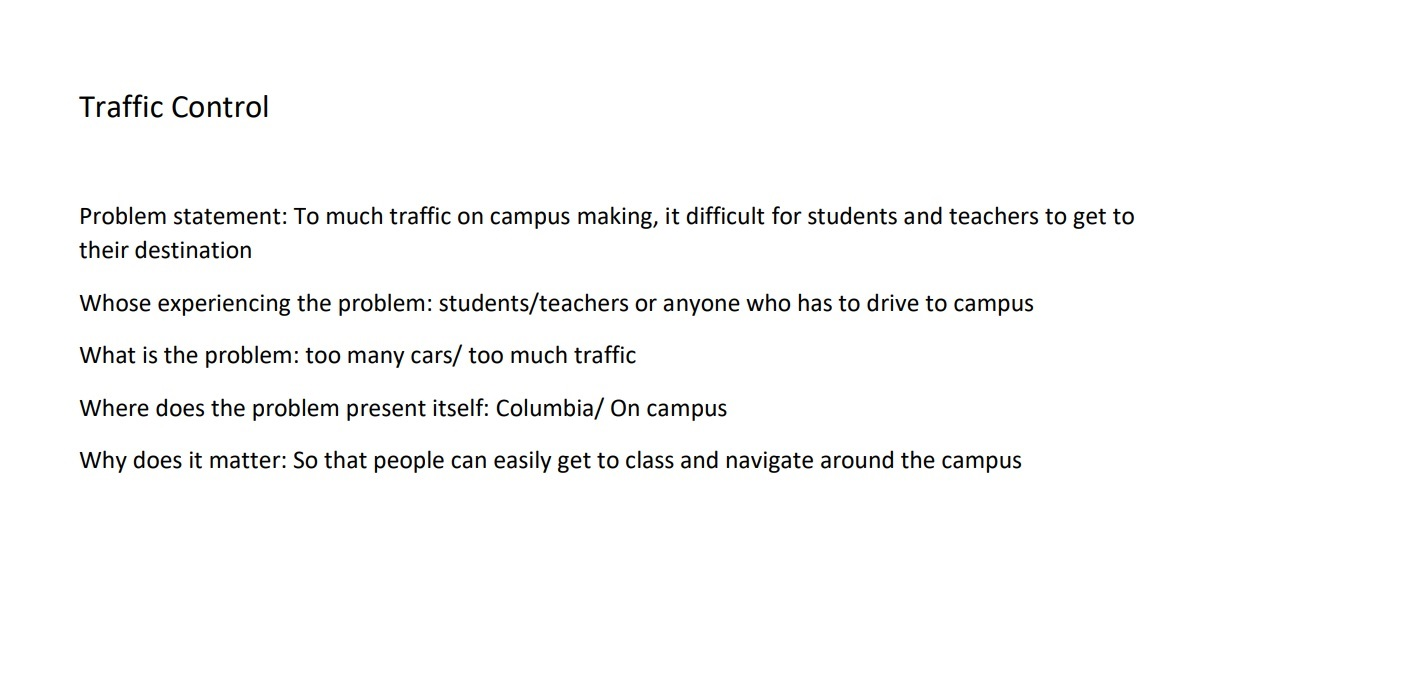 Traffic Control
Problem statement: To much traffic on campus making, it difficult for students and teachers to get to
their destination
Whose experiencing the problem: students/teachers or anyone who has to drive to campus
What is the problem: too many cars/ too much traffic
Where does the problem present itself: Columbia/ On campus
Why does it matter: So that people can easily get to class and navigate around the campus